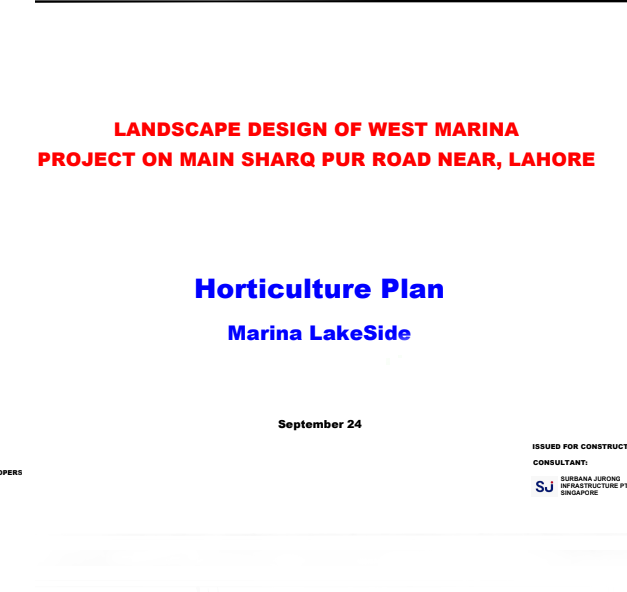 LANDSCAPE DESIGN OF WEST MARINA
PROJECT ON MAIN SHARQ PUR ROAD NEAR, LAHORE
Horticulture Plan
Marina LakeSide
September 24
ISSUED FOR CONSTRUCT
CONSULTANT:
OPERS
SJ
SURBANA JURONG
INFRASTRUCTURE PT
SINGAPORE